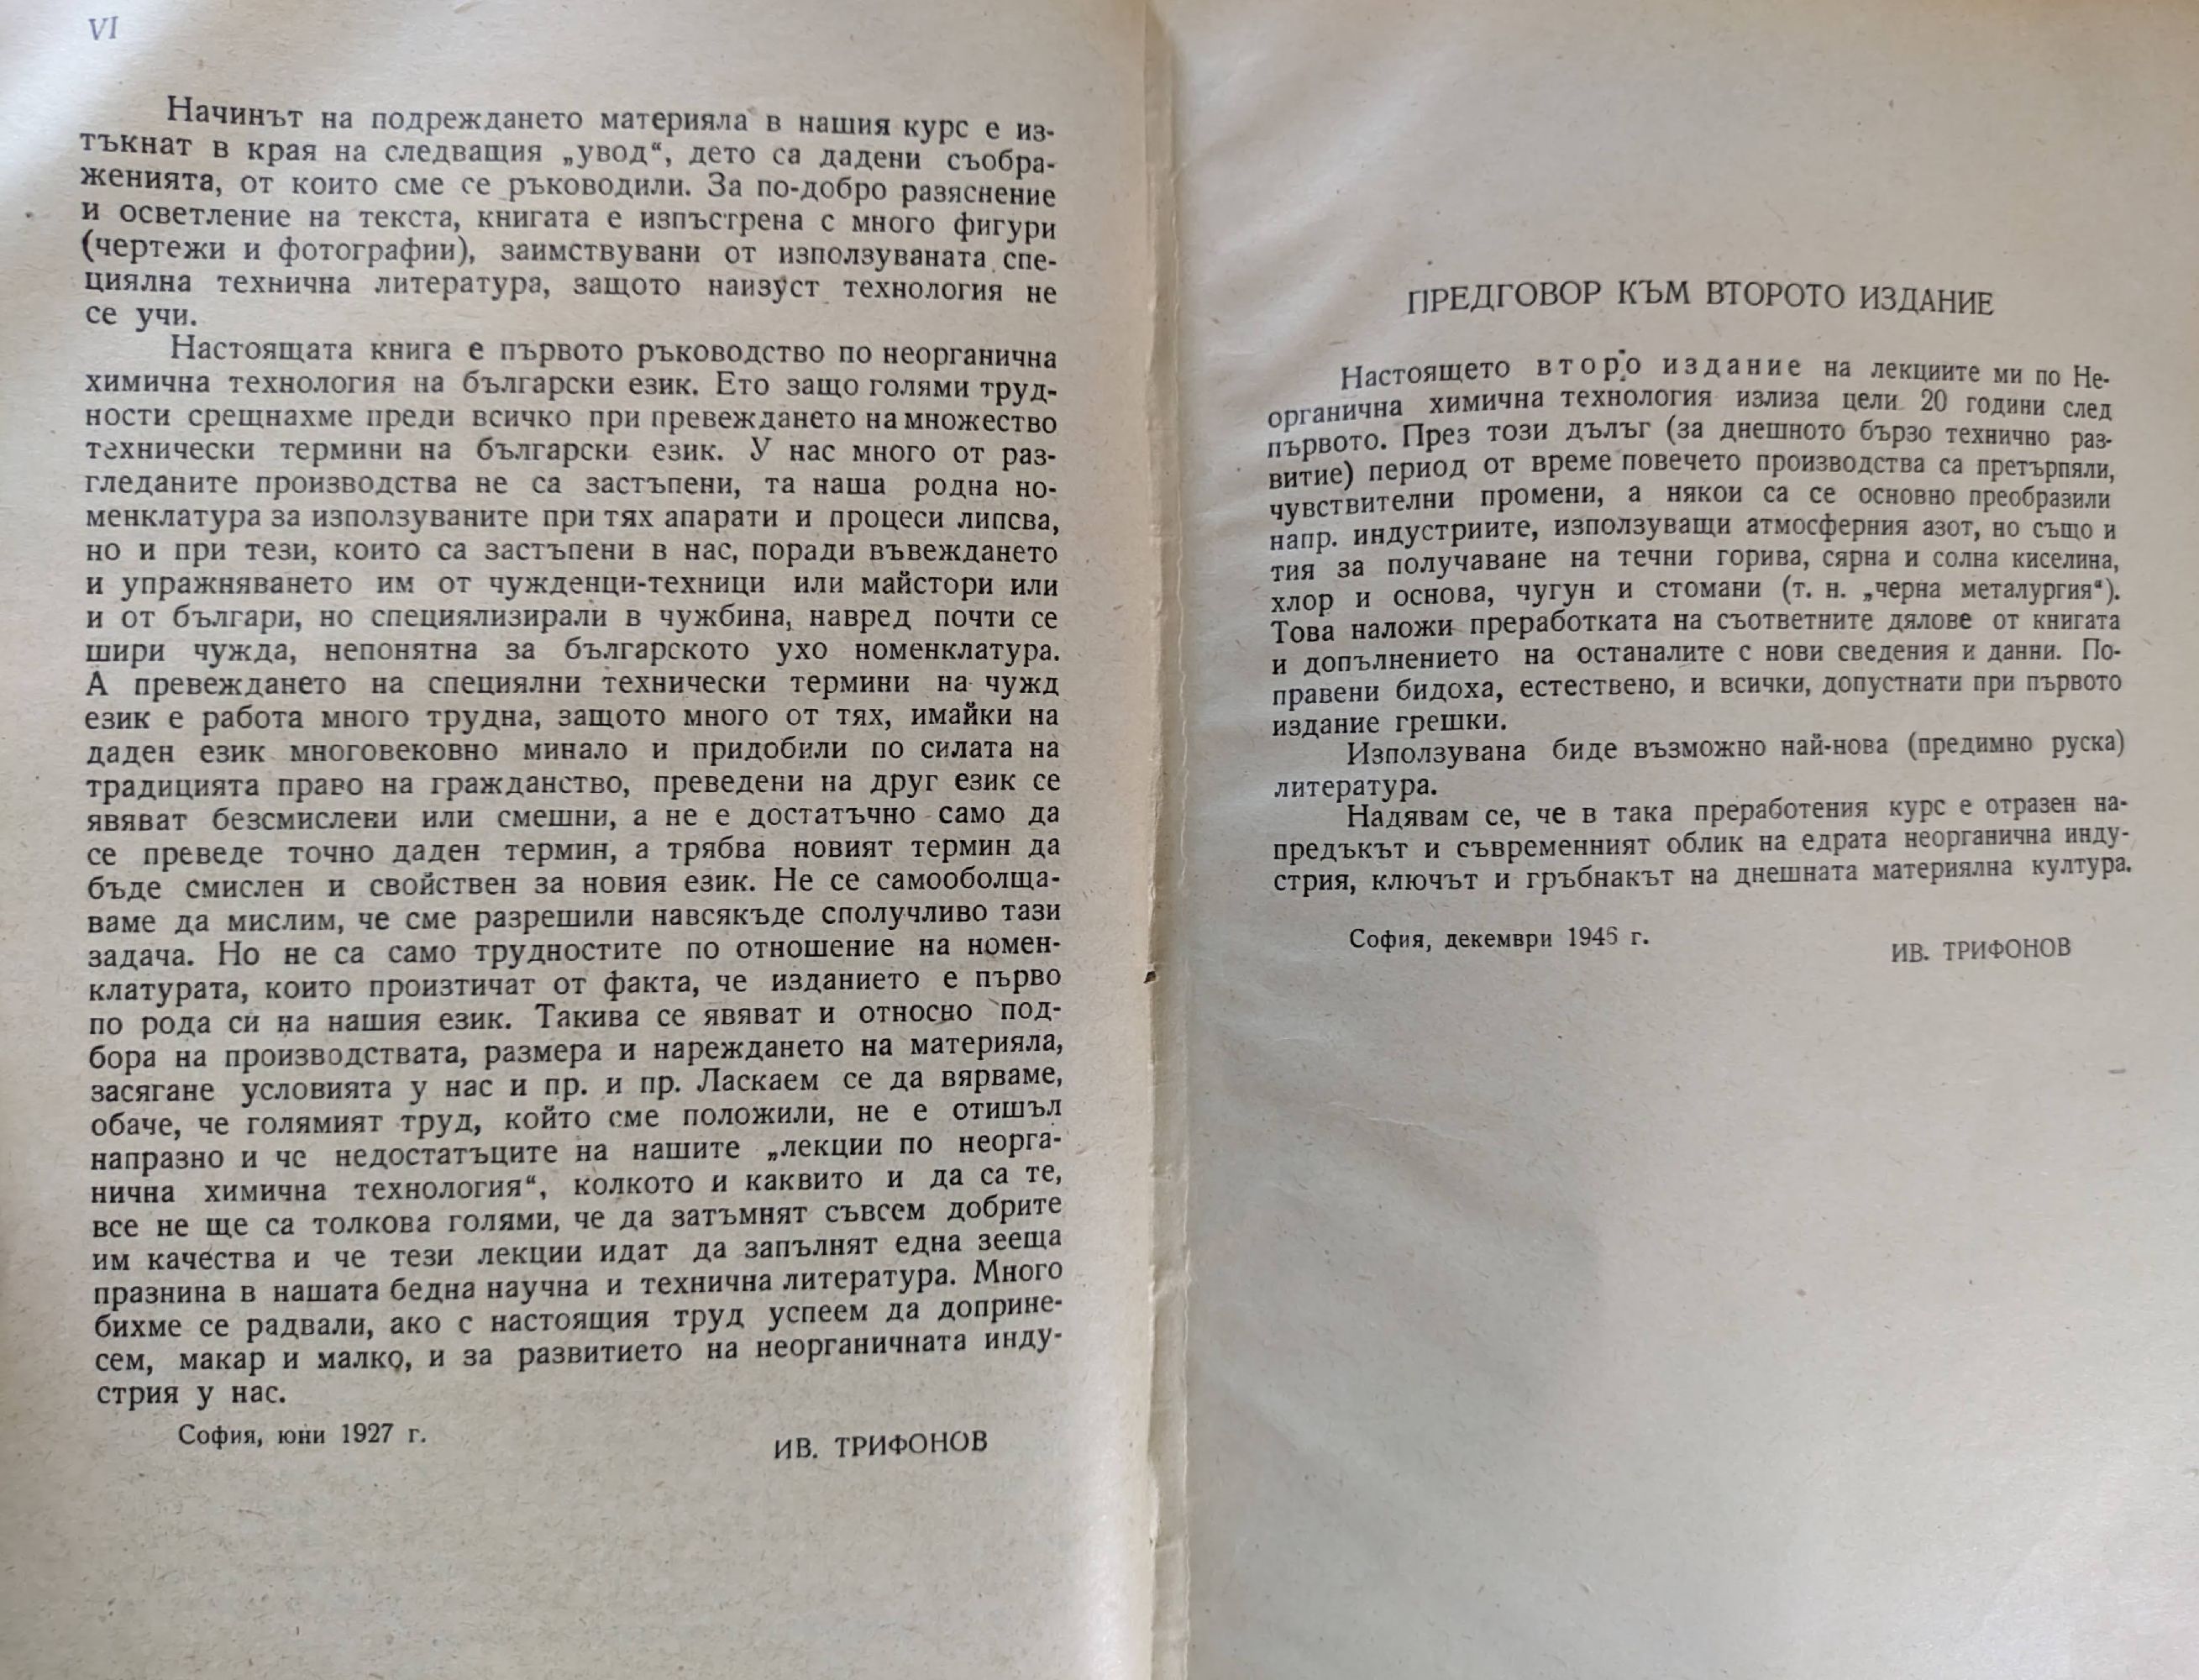 VI
Начинът на подреждането материяла в нашия курс е из-
тъкнат в края на следващия „увод“, дето са дадени съобра-
женията, от които сме се ръководили. За по-добро разяснение
и осветление на текста, книгата е изпъстрена с много фигури
(чертежи и фотографии), заимствувани от използуваната спе-
циялна технична литература, защото наизуст технология не
се учи.
Настоящата книга е първото ръководство по неорганична
химична технология на български език. Ето защо голями труд-
ности срещнахме преди всичко при превеждането на множество
технически термини на български език. У нас много от раз-
гледаните производства не са застъпени, та наша родна но-
менклатура за използуваните при тях апарати и процеси липсва,
но и при тези, които са застъпени в нас, поради въвеждането
и упражняването им от чужденци-техници или майстори или
и от българи, но специялизирали в чужбина, навред почти се
шири чужда, непонятна за българското ухо номенклатура.
А превеждането на специялни технически термини на чужд
език е работа много трудна, защото много от тях, имайки на
даден език многовековно минало и придобили по силата на
традицията право на гражданство, преведени на друг език се
явяват безсмислени или смешни, а не е достатъчно само да
се преведе точно даден термин, а трябва новият термин да
бъде смислен и свойствен за новия език. Не се самооболща-
ваме да мислим, че сме разрешили навсякъде сполучливо тази
задача. Но не са само трудностите по отношение на номен-
клатурата, които произтичат от факта, че изданието е първо
по рода си на нашия език. Такива се явяват и относно под-
бора на производствата, размера и нареждането на материяла,
засягане условията у нас и пр. и пр. Ласкаем се да вярваме,
обаче, че голямият труд, който сме положили, не е отишъл
напразно и че недостатъците на нашите „лекции по неорга-
нична химична технология“, колкото и каквито и да са те,
все не ще са толкова голями, че да затъмнят съвсем добрите
им качества и че тези лекции идат да запълнят една зееща
празнина в нашата бедна научна и технична литература. Много
бихме се радвали, ако с настоящия труд успеем да доприне-
сем, макар и малко, и за развитието на неорганичната инду-
стрия у нас.
София, юни 1927 г.
ИВ. ТРИФОНОВ
ПРЕДГОВОР КЪМ ВТОРОТО ИЗДАНИЕ
Настоящето второ издание на лекциите ми по Не-
органична химична технология излиза цели 20 години след
първото. През този дълъг (за днешното бързо технично раз-
витие) период от време повечето производства са претърпяли,
чувствителни промени, а някои са се основно преобразили
напр. индустриите, използуващи атмосферния азот, но също и
тия за получаване на течни горива, сярна и солна киселина,
хлор и основа, чугун и стомани (т. н. „черна металургия“).
Това наложи преработката на съответните дялове от книгата
и допълнението на останалите с нови сведения и данни. По-
правени бидоха, естествено, и всички, допустнати при първото
издание грешки.
Използувана биде възможно най-нова (предимно руска)
литература.
Надявам се, че в така преработения курс е отразен на-
предъкът и съвременният облик на едрата неорганична инду-
стрия, ключът и гръбнакът на днешната материялна култура.
София, декември 1946 г.
ИВ. ТРИФОНОВ